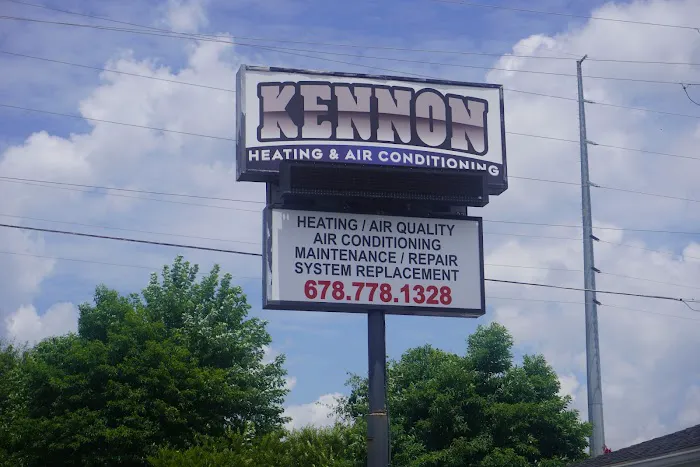 KENNON
HEATING & AIR CONDITIONING
HEATING / AIR QUALITY
AIR CONDITIONING
MAINTENANCE / REPAIR
SYSTEM REPLACEMENT
678.778.1328